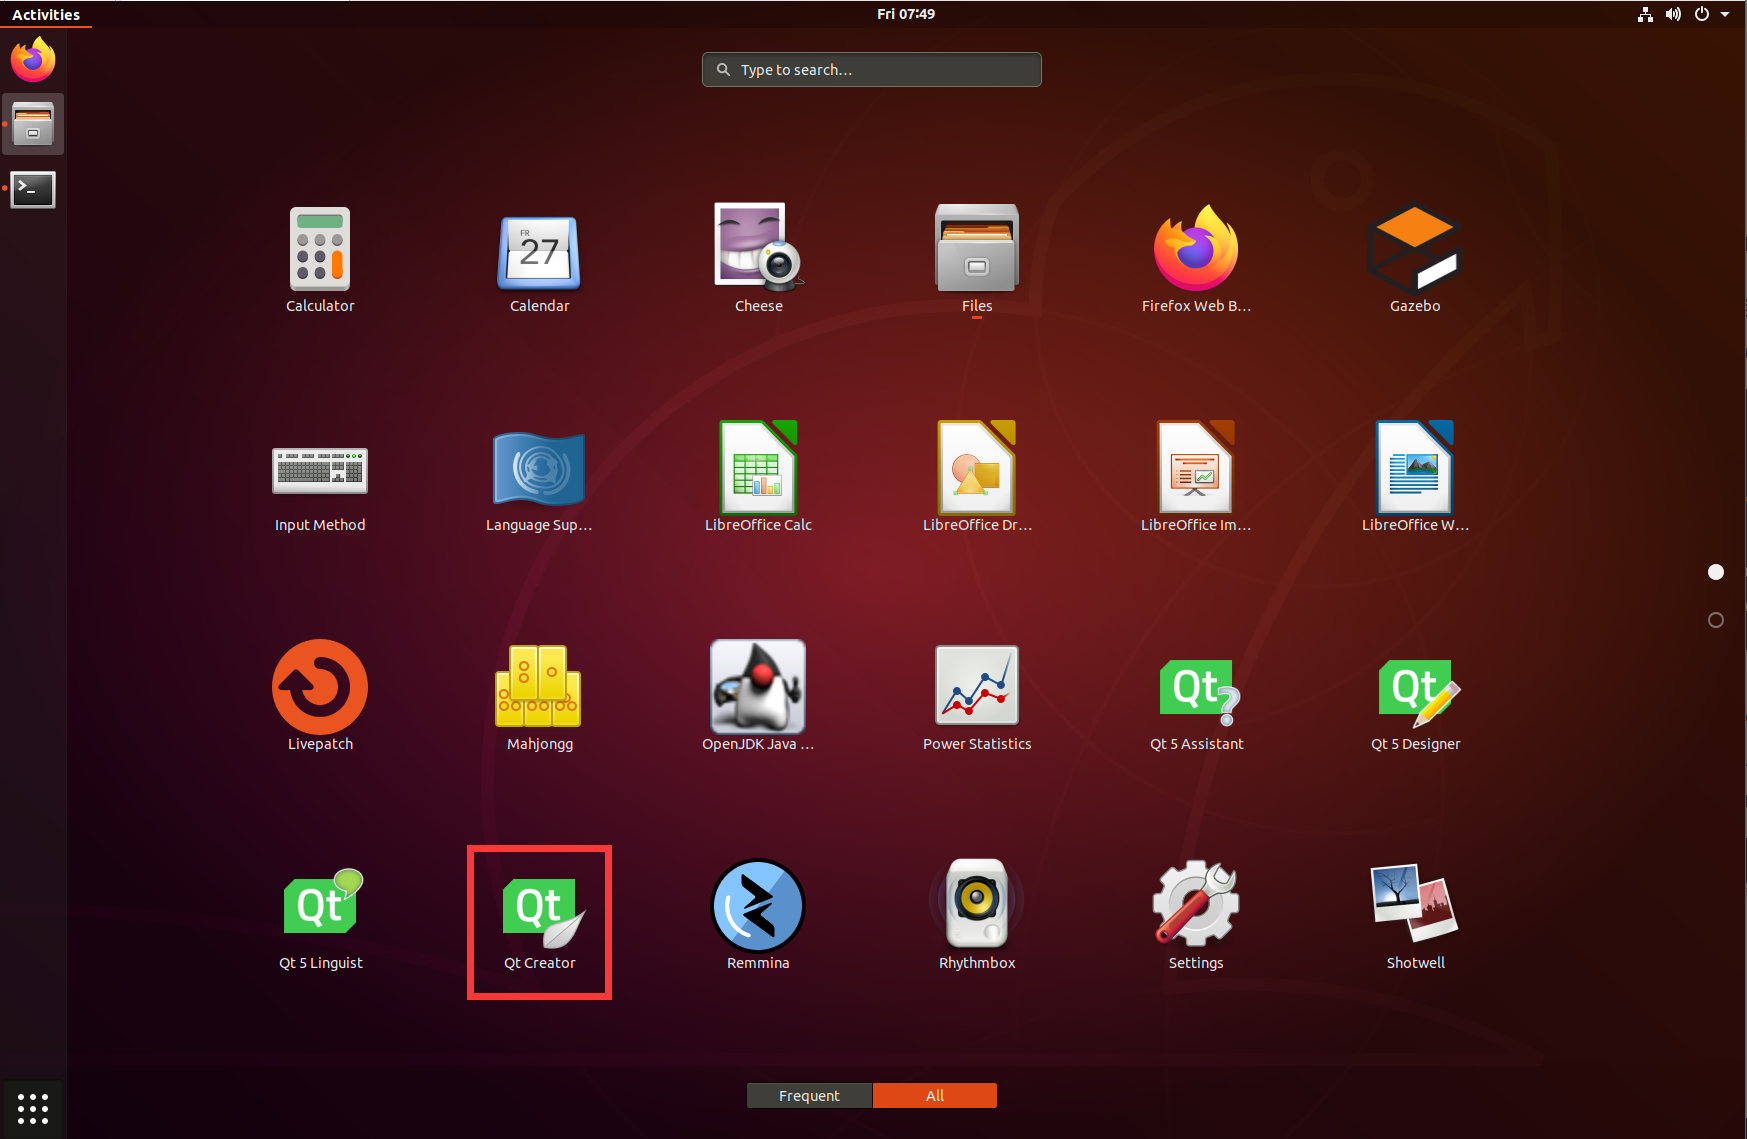 Activities
Fri 07:49
Type to search…
FR
27
Calculator
Calendar
Cheese
Files
Firefox Web B…
Gazebo
Input Method
Language Sup…
LibreOffice Calc
LibreOffice Dr…
LibreOffice Im…
LibreOffice W…
Qt
Qt
Livepatch
Mahjongg
OpenJDK Java …
Power Statistics
Qt 5 Assistant
Qt 5 Designer
Qt
Qt
Qt 5 Linguist
Qt Creator
Remmina
Rhythmbox
Settings
Shotwell
Frequent
All